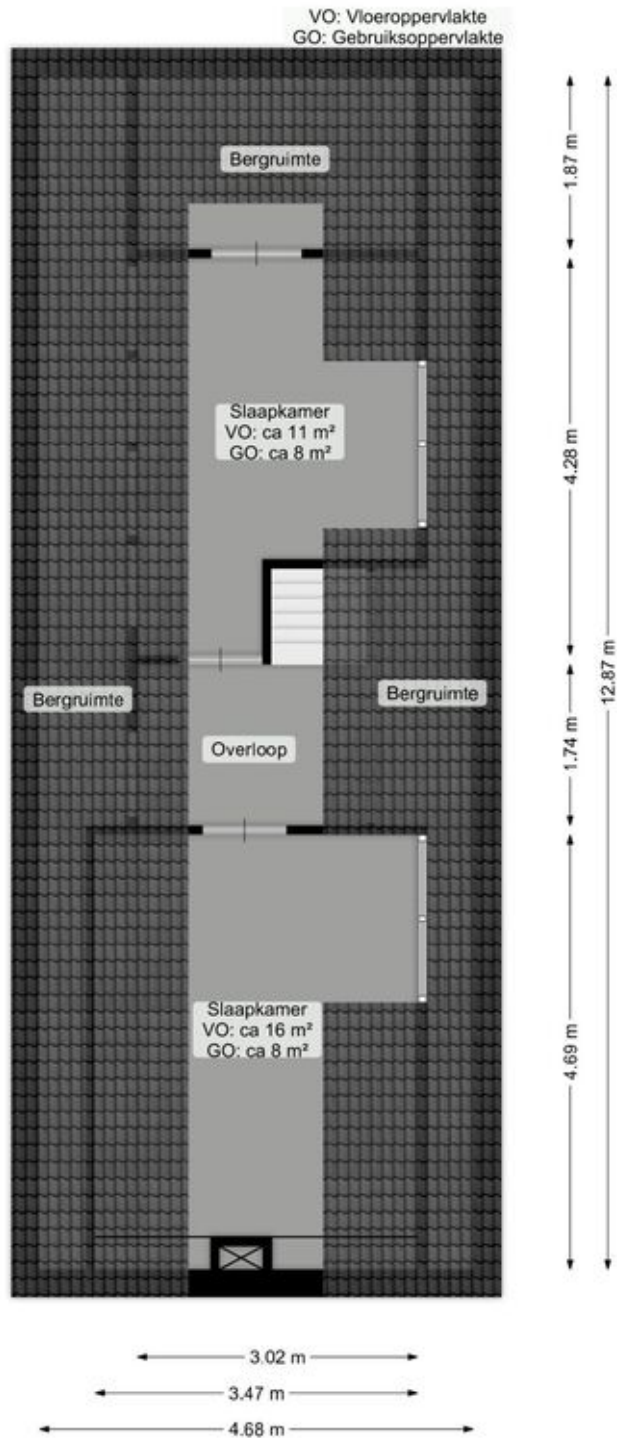 VO: Vloeroppervlakte
GO: Gebruiksoppervlakte
Bergruimte
1.87 m
Slaapkamer
VO: ca 11 m²
GO: ca 8 m²
4.28 m
12.87 m
Bergruimte
Bergruimte
Overloop
1.74 m
Slaapkamer
VO: ca 16 m²
GO: ca 8 m²
4.69 m
3.02 m
3.47 m
4.68 m